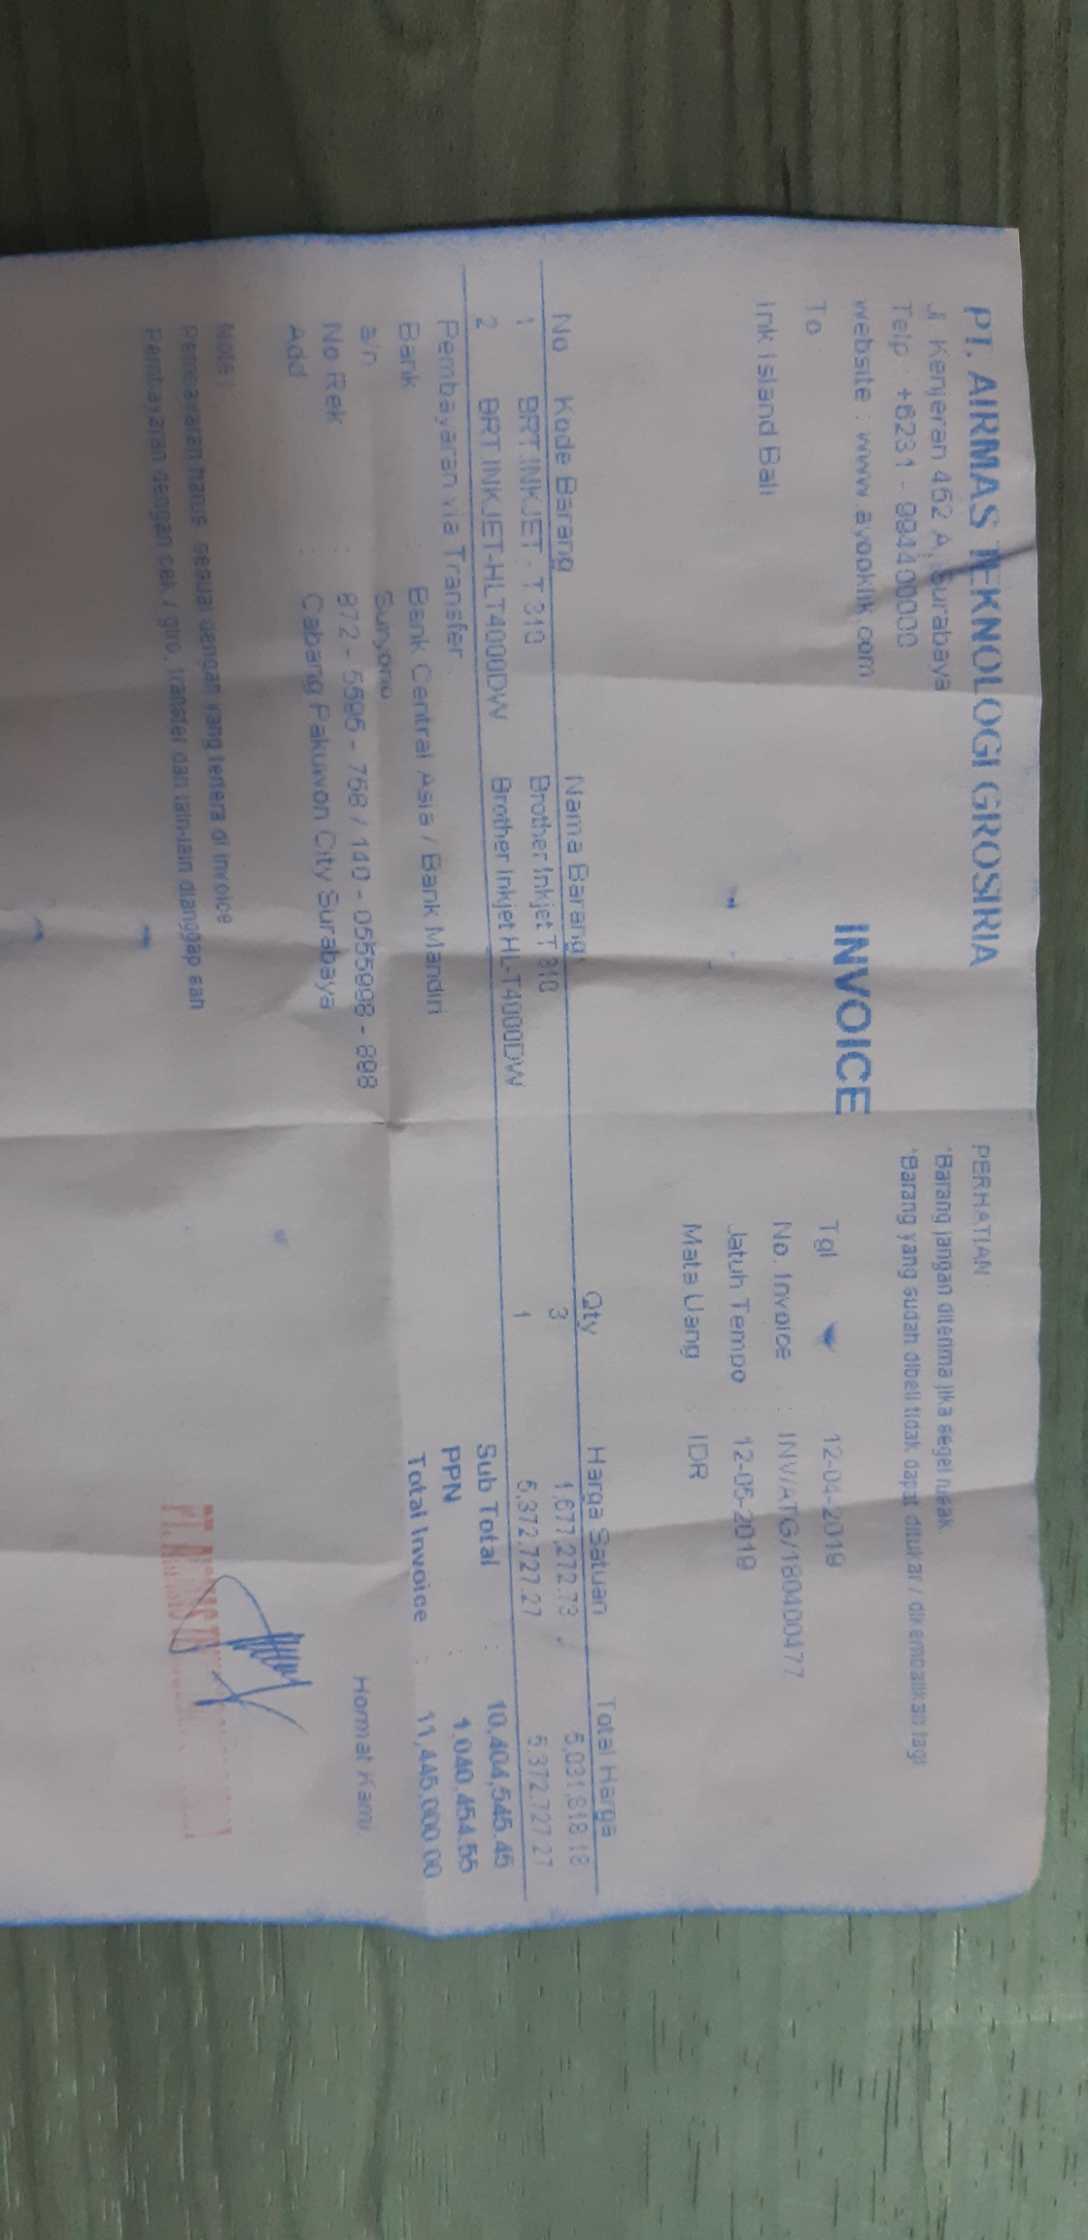 PT. AIRMAS TEKNOLOGI GROSIRIA
Jl Kenjeran 462 A, Surabaya
Telp : +6231 - 99400000
website : www.ayooklik.com
PERHATIAN
*Barang jangan diterima jika segel rusak
*Barang yang sudah dibeli tidak dapat ditukar / dikembalikan lagi
INVOICE
To
Ink Island Bali
Tgl : 12-04-2019
No. Invoice : INV/ATG/180400477
Jatuh Tempo : 12-05-2019
Mata Uang IDR
No Kode Barang Nama Barang Qty Harga Satuan Total Harga
1 BRT.INKJET - T 310 Brother Inkjet T 310 3 1,677,272.73 5,031,818.18
2 BRT.INKJET-HLT4000DW Brother Inkjet HL-T4000DW 1 5,372,727.27 5,372,727.27
Pembayaran via Transfer
Bank : Bank Central Asia / Bank Mandiri
a/n
No Rek : 872 - 5595 - 758 / 140 - 0555998 - 898
Add : Cabang Pakuwon City Surabaya
Sub Total : 10,404,545.45
PPN : 1,040,454.55
Total Invoice : 11,445,000.00
Hormat Kami,
Note :
Pembayaran harus sesuai dengan yang tertera di invoice
Pembayaran dengan cek / giro, transfer dan lain-lain dianggap sah